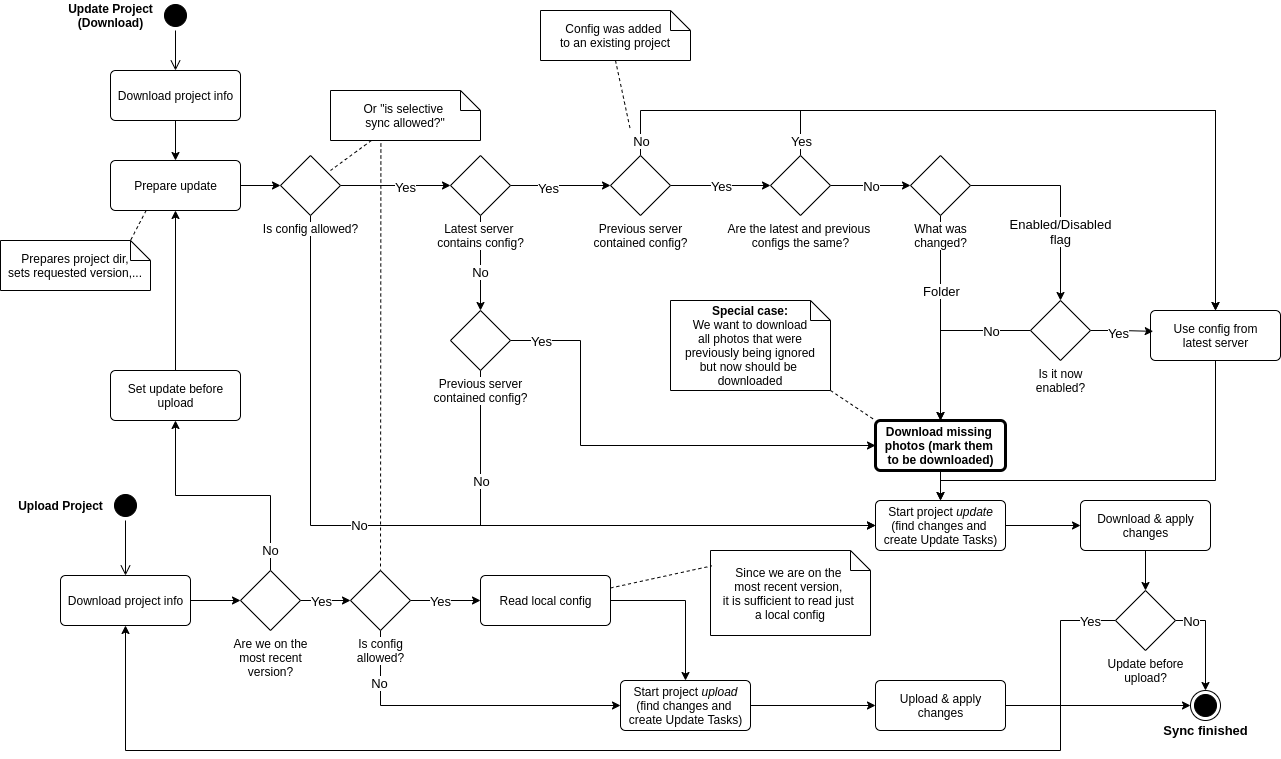 Update Project
(Download)
Config was added
to an existing project
Download project info
Or "is selective
sync allowed?"
No
Yes
Prepare update
Yes
Yes
Yes
No
Is config allowed?
Latest server
contains config?
Previous server
contained config?
Are the latest and previous
configs the same?
What was
changed?
Enabled/Disabled
flag
Prepares project dir,
sets requested version,...
No
Folder
Special case:
We want to download
all photos that were
previously being ignored
but now should be
downloaded
No
Yes
Use config from
latest server
Yes
Is it now
enabled?
Set update before
upload
Previous server
contained config?
Download missing
photos (mark them
to be downloaded)
No
Upload Project
No
Start project update
(find changes and
create Update Tasks)
Download & apply
changes
No
Download project info
Yes
Yes
Read local config
Since we are on the
most recent version,
it is sufficient to read just
a local config
Yes
No
Are we on the
most recent
version?
Is config
allowed?
Update before
upload?
No
Start project upload
(find changes and
create Update Tasks)
Upload & apply
changes
Sync finished